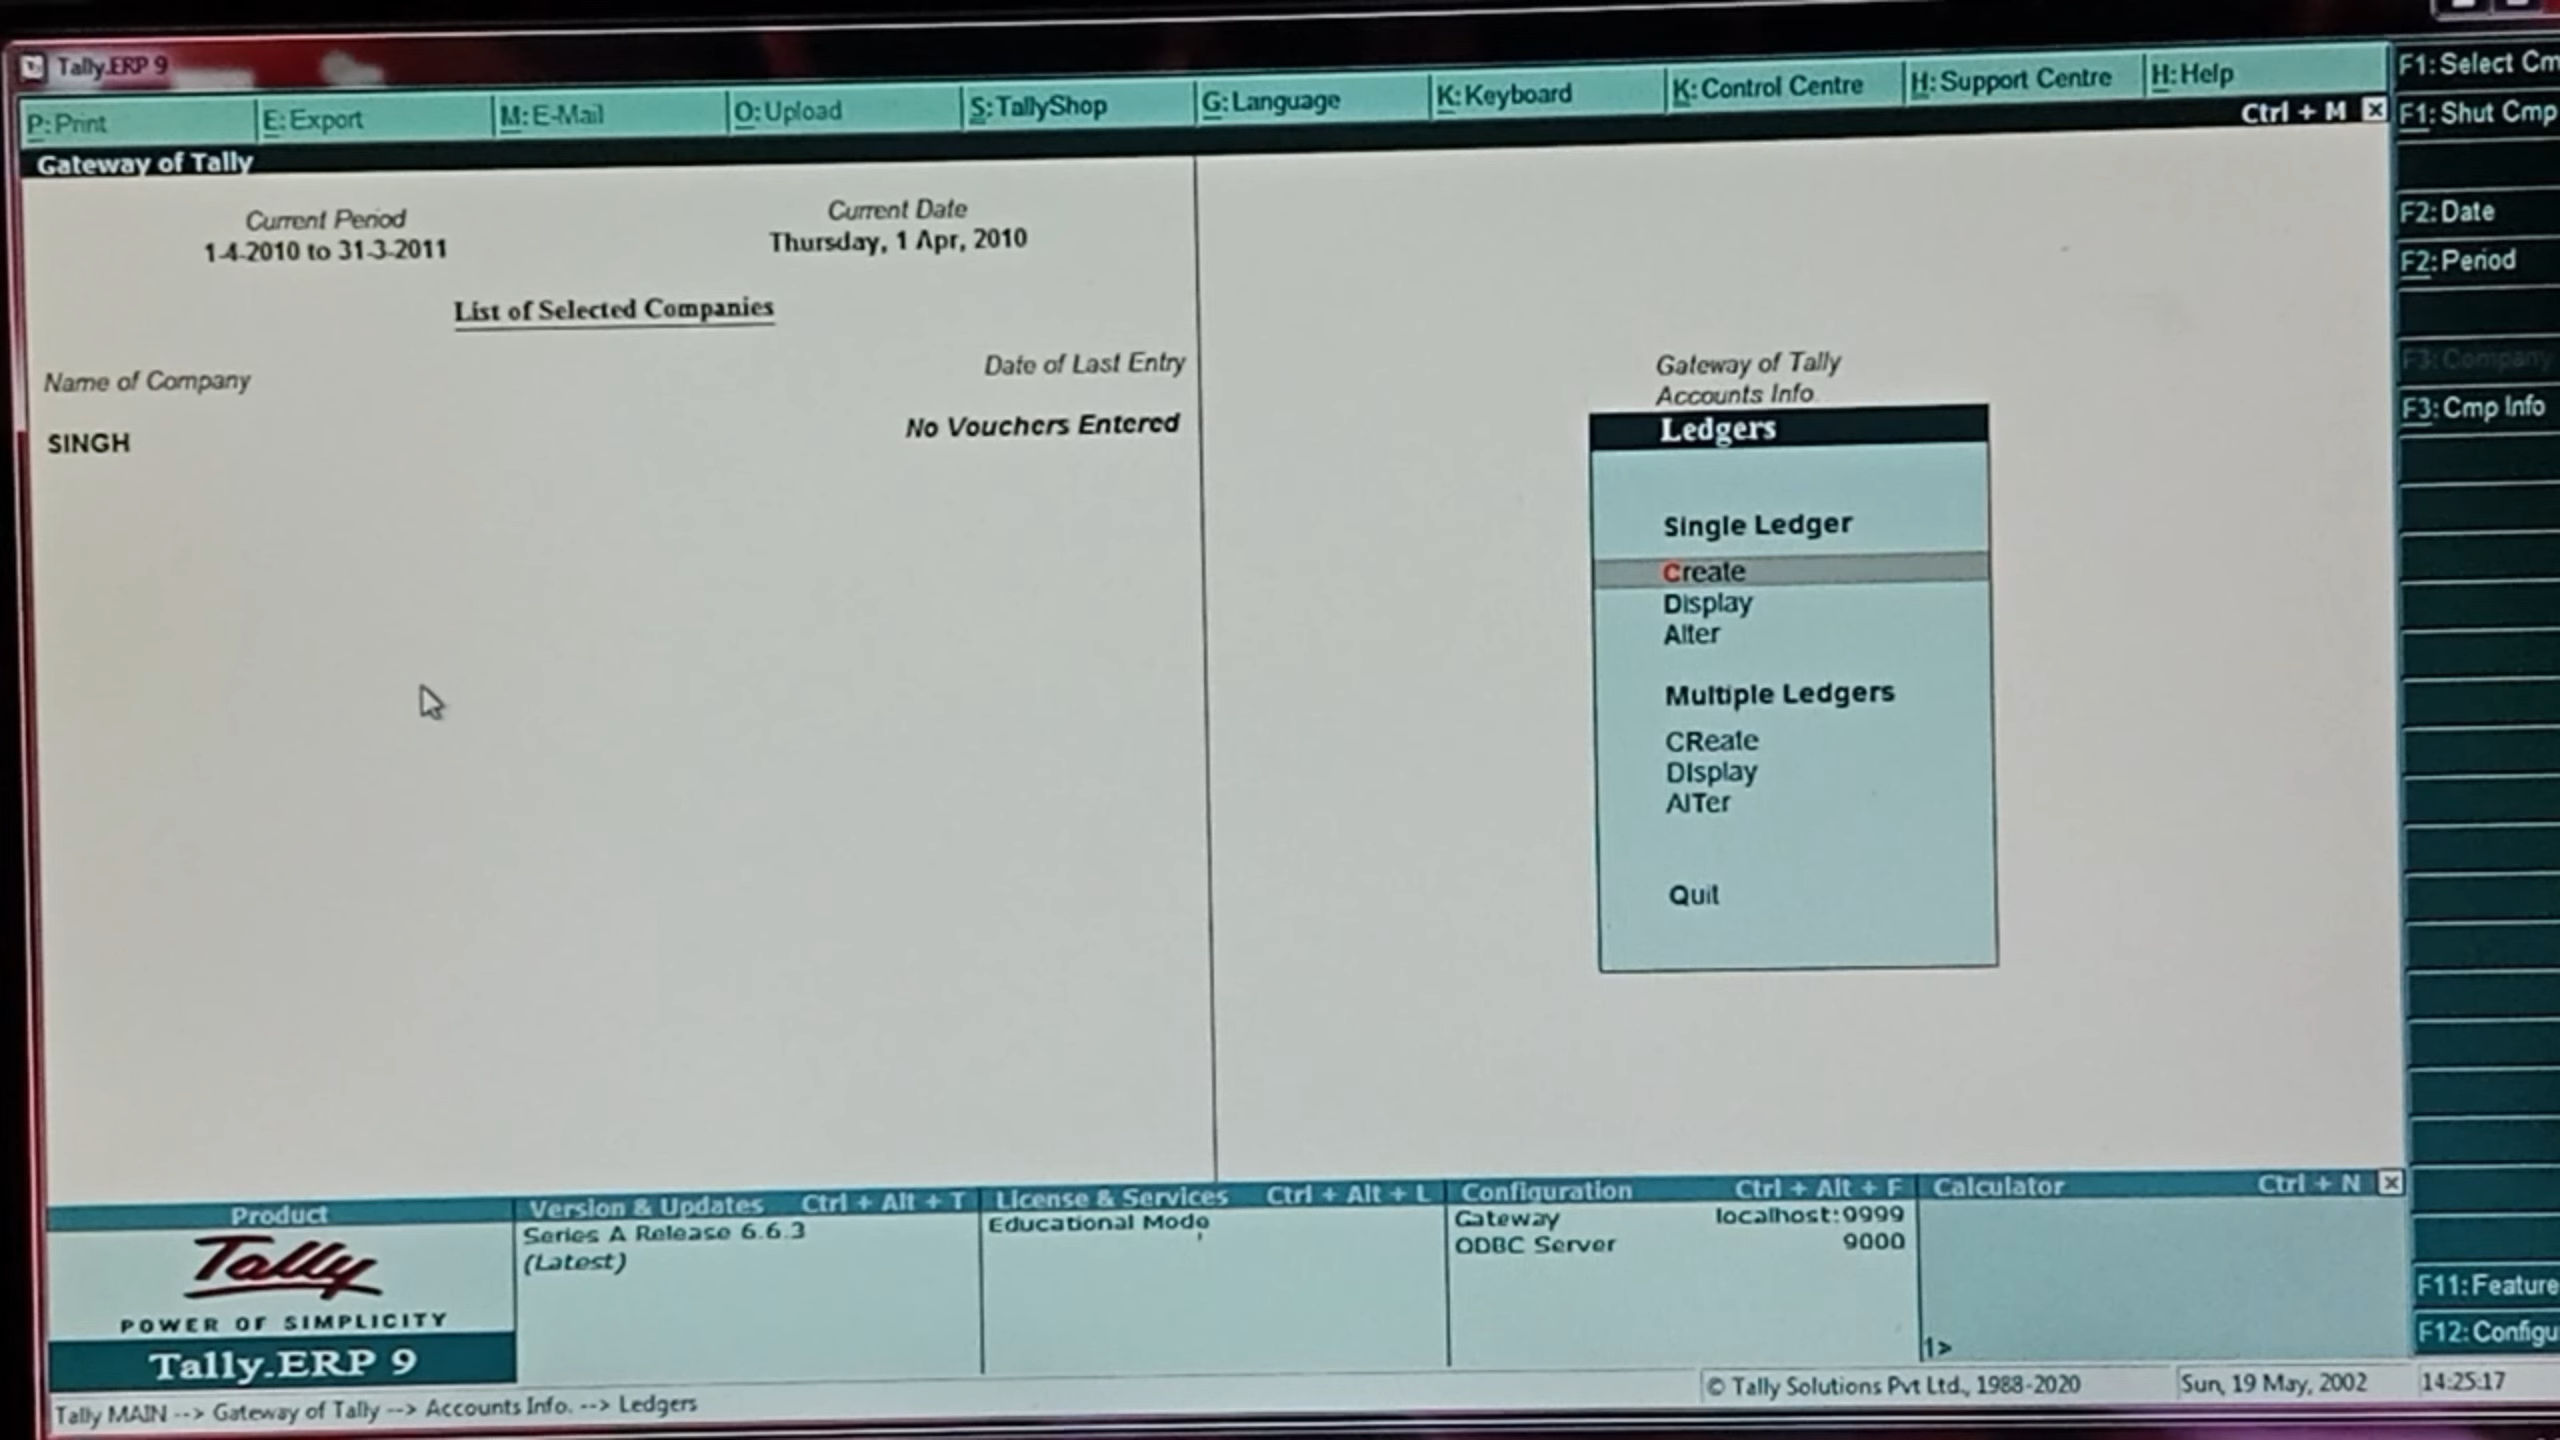 Tally.ERP 9
P: Print E: Export M: E-Mail O: Upload S: TallyShop G: Language K: Keyboard K: Control Centre H: Support Centre H: Help
Gateway of Tally Ctrl + M
Current Period Current Date
1-4-2010 to 31-3-2011 Thursday, 1 Apr, 2010
List of Selected Companies
Name of Company Date of Last Entry
SINGH No Vouchers Entered
Gateway of Tally
Accounts Info.
Ledgers
Single Ledger
Create
Display
Alter
Multiple Ledgers
CReate
DIsplay
AlTer
Quit
F1: Select Cm
F1: Shut Cmp
F2: Date
F2: Period
F3: Company
F3: Cmp Info
F11: Feature
F12: Configu
Product
Tally
POWER OF SIMPLICITY
Tally.ERP 9
Version & Updates Ctrl + Alt + T
Series A Release 6.6.3
(Latest)
License & Services Ctrl + Alt + L
Educational Mode
Configuration Ctrl + Alt + F
Gateway localhost:9999
ODBC Server 9000
Calculator Ctrl + N
1>
Tally MAIN --> Gateway of Tally --> Accounts Info. --> Ledgers
© Tally Solutions Pvt Ltd., 1988-2020 Sun, 19 May, 2002 14:25:17